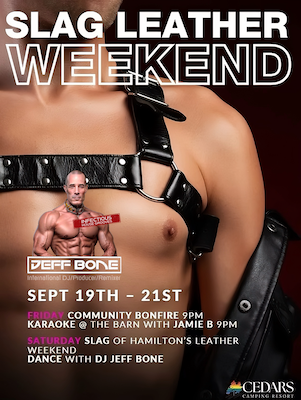 SLAG LEATHER
WEEKEND
INFECTIOUS
JEFF BONE
International DJ/Producer/Remixer
SEPT 19TH – 21ST
FRIDAY COMMUNITY BONFIRE 9PM
KARAOKE @ THE BARN WITH JAMIE B 9PM
SATURDAY SLAG OF HAMILTON'S LEATHER
WEEKEND
DANCE WITH DJ JEFF BONE
CEDARS
CAMPING RESORT